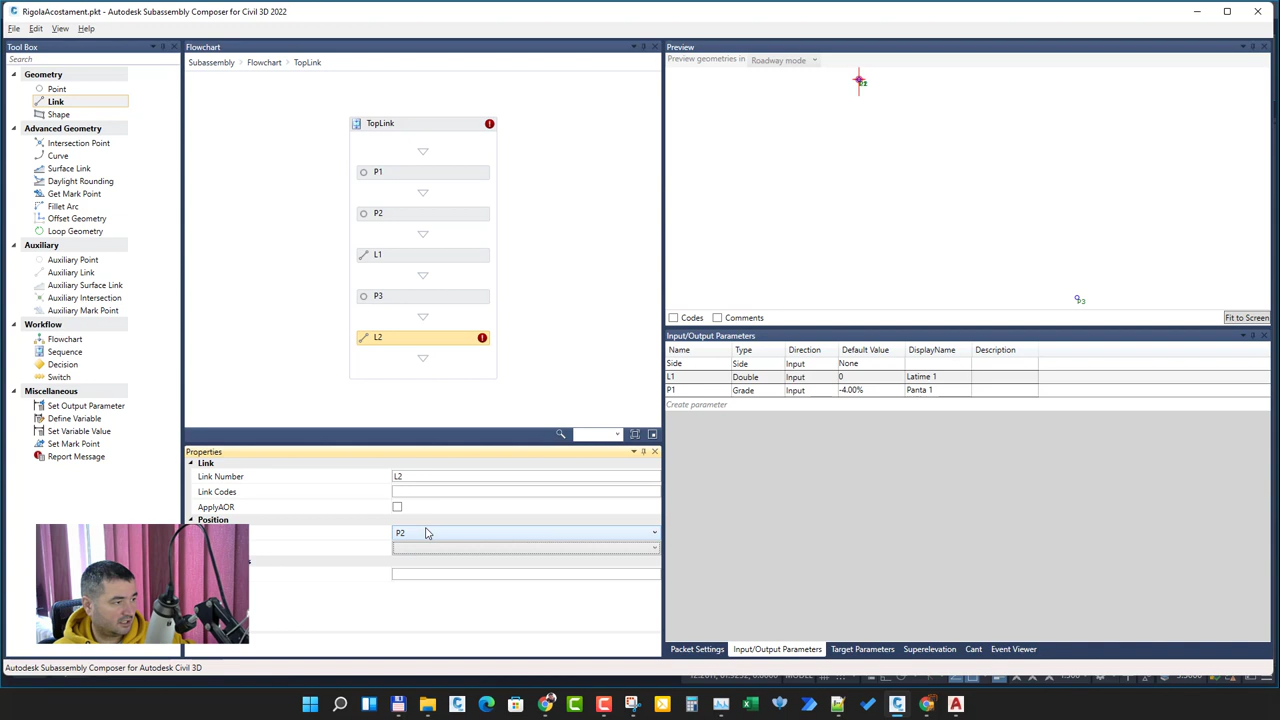 RigolaAcostament.pkt - Autodesk Subassembly Composer for Civil 3D 2022
File Edit View Help
Tool Box
Search
Geometry
Point
Link
Shape
Advanced Geometry
Intersection Point
Curve
Surface Link
Daylight Rounding
Get Mark Point
Fillet Arc
Offset Geometry
Loop Geometry
Auxiliary
Auxiliary Point
Auxiliary Link
Auxiliary Surface Link
Auxiliary Intersection
Auxiliary Mark Point
Workflow
Flowchart
Sequence
Decision
Switch
Miscellaneous
Set Output Parameter
Define Variable
Set Variable Value
Set Mark Point
Report Message
Flowchart
Subassembly Flowchart TopLink
TopLink
P1
P2
L1
P3
L2
Properties
Link
Link Number L2
Link Codes
ApplyAOR
Position
P2
Preview
Preview geometries in Roadway mode
P3
Codes Comments Fit to Screen
Input/Output Parameters
Name Type Direction Default Value DisplayName Description
Side Side Input None
L1 Double Input 0 Latime 1
P1 Grade Input -4.00% Panta 1
Create parameter
Packet Settings Input/Output Parameters Target Parameters Superelevation Cant Event Viewer
Autodesk Subassembly Composer for Autodesk Civil 3D